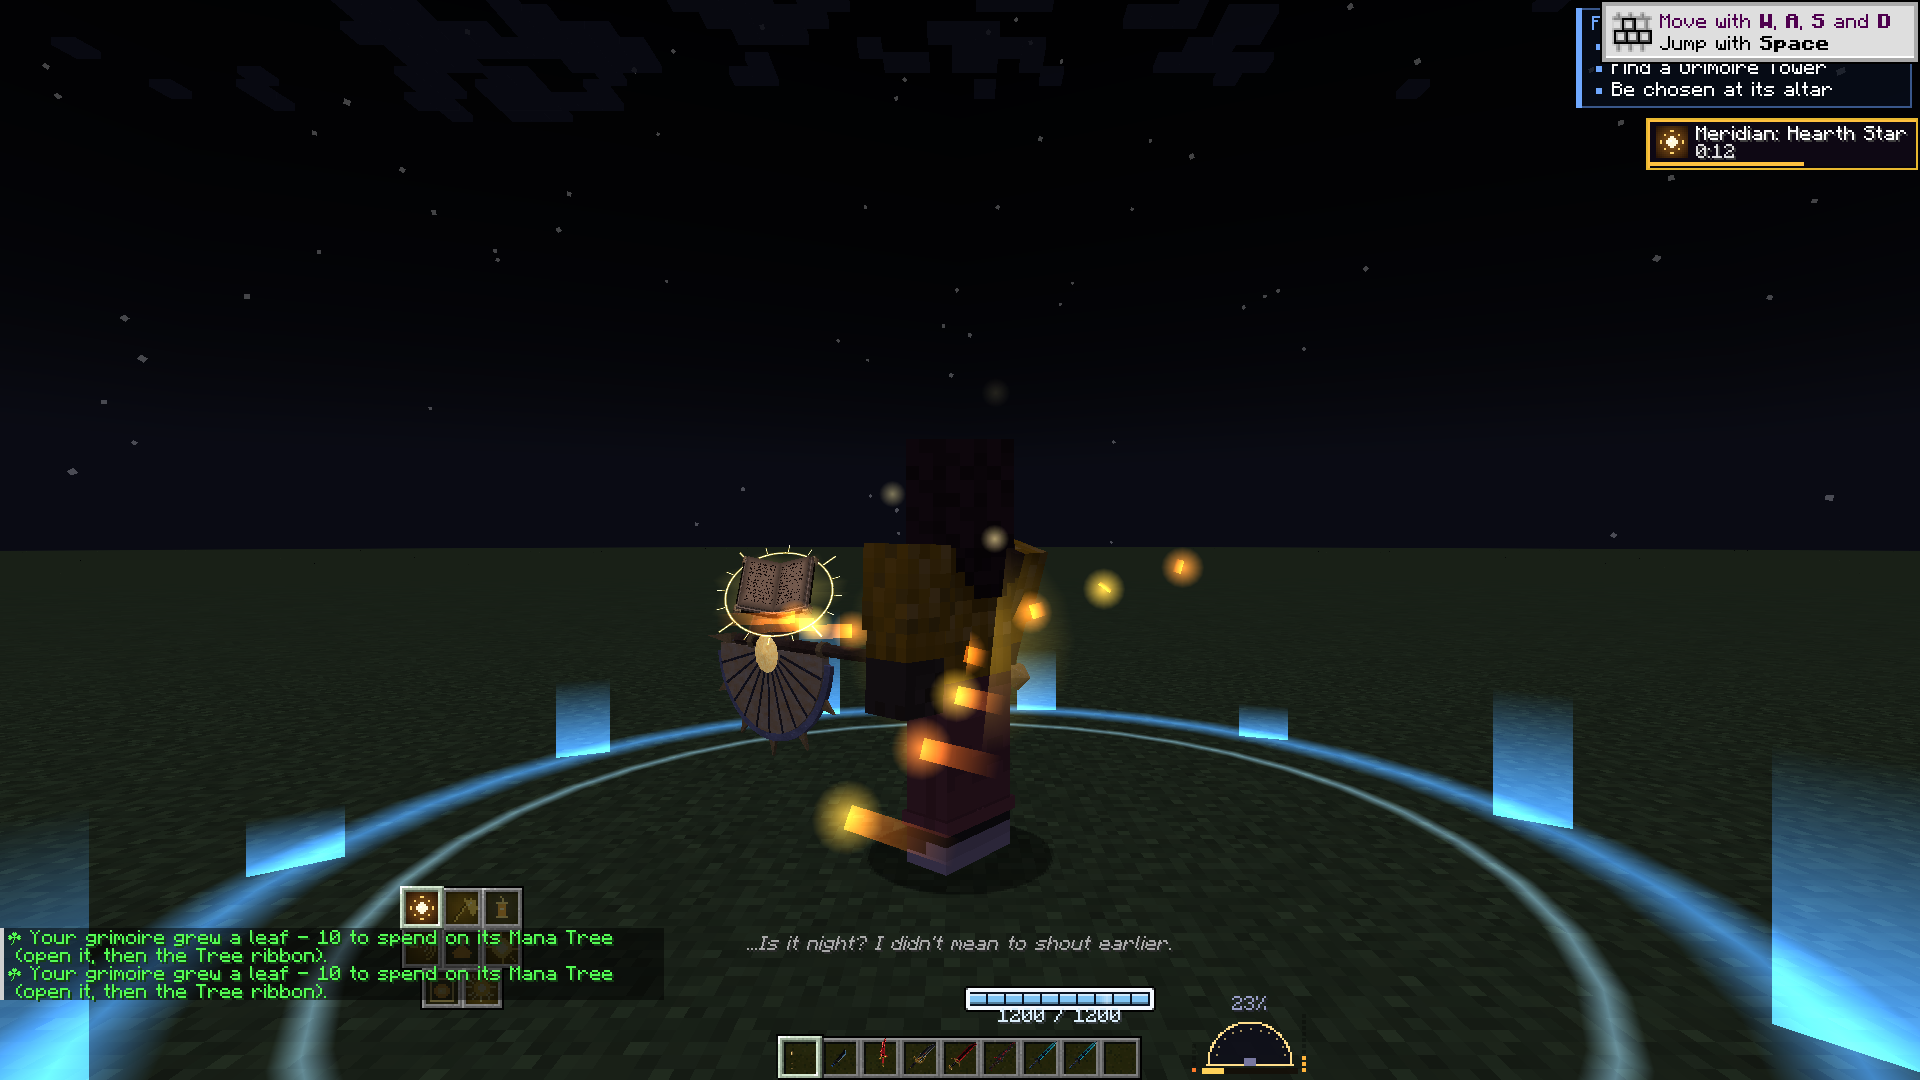 Move with W, A, S and D
Jump with Space
Find a Grimoire Tower
Be chosen at its altar
Meridian: Hearth Star
0:12
Your grimoire grew a leaf – 10 to spend on its Mana Tree
(open it, then the Tree ribbon).
Your grimoire grew a leaf – 10 to spend on its Mana Tree
(open it, then the Tree ribbon).
...Is it night? I didn't mean to shout earlier.
1200 / 1200
23%